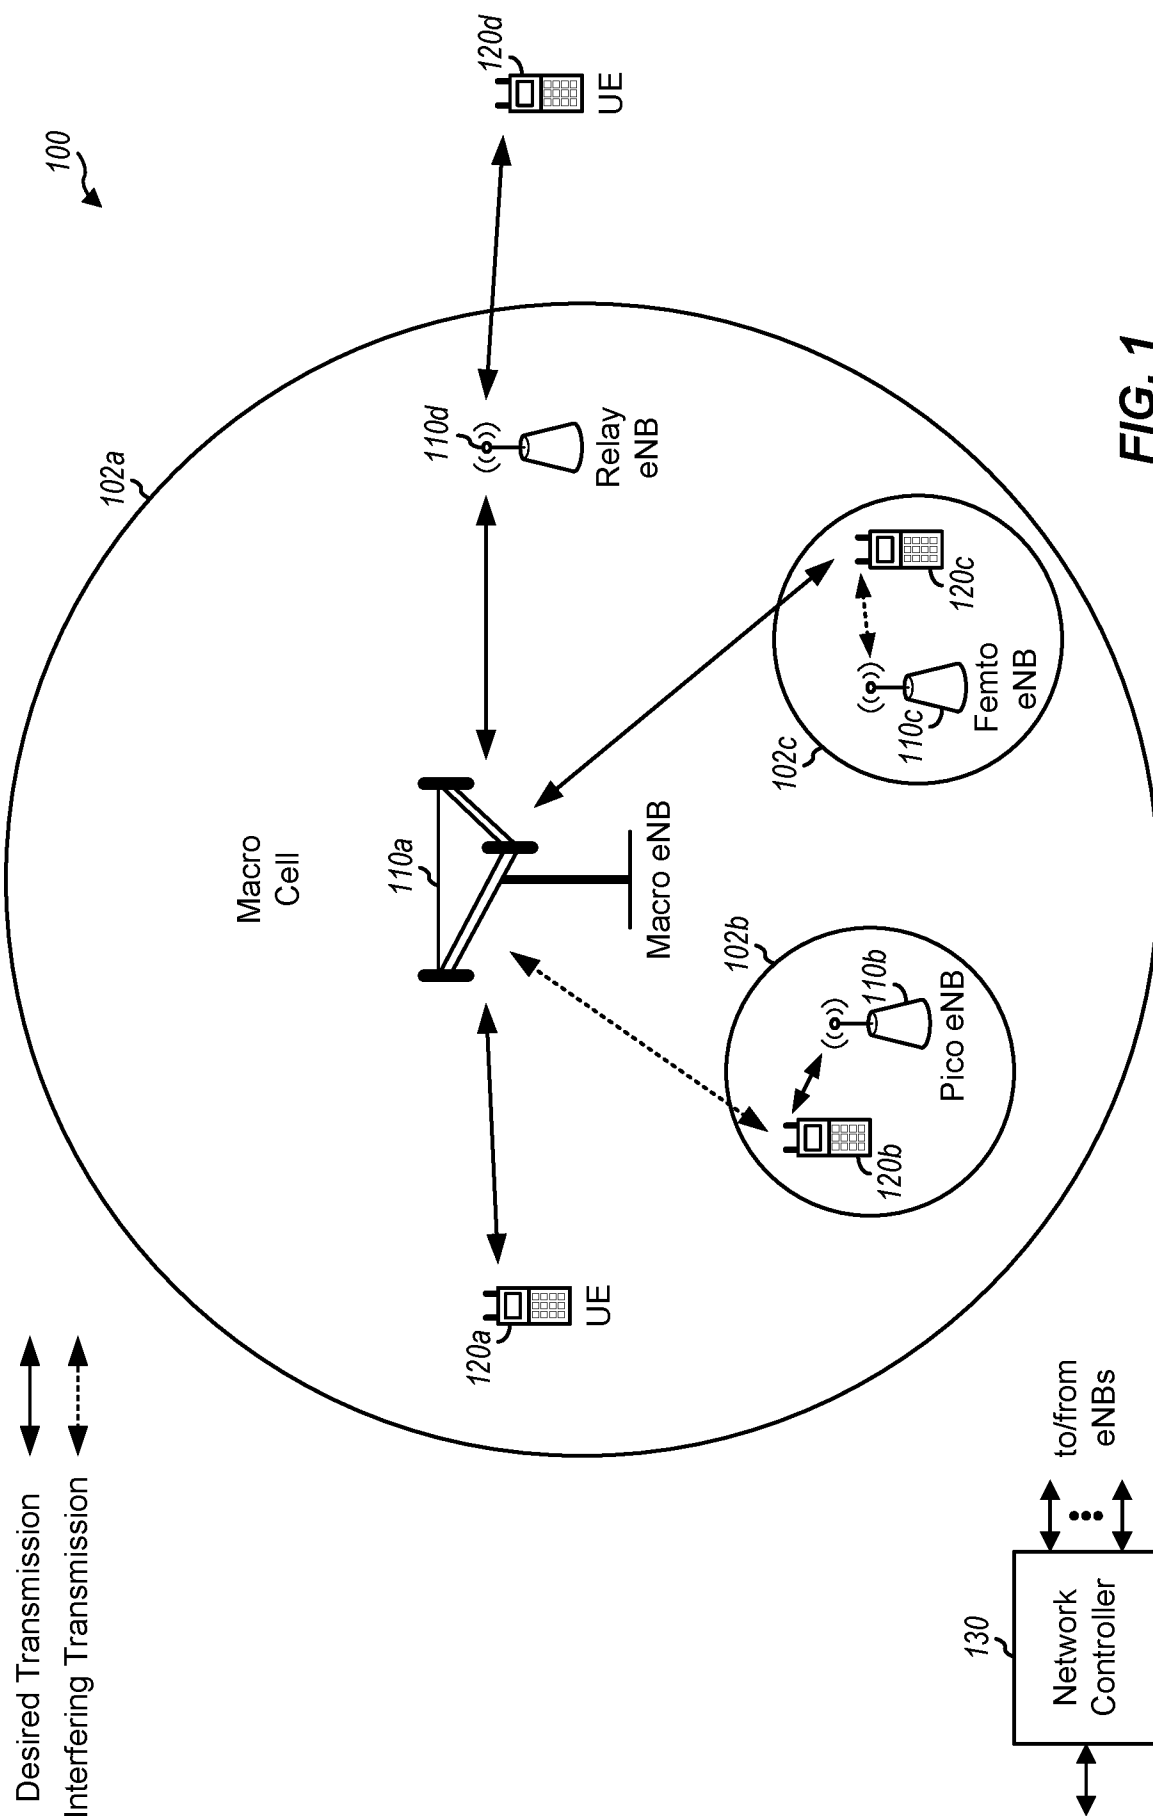 100
Desired Transmission
Interfering Transmission
102a
Macro
Cell
120a
UE
110a
Macro eNB
110d
Relay
eNB
120d
UE
102b
120b
110b
Pico eNB
102c
110c
Femto
eNB
120c
130
Network
Controller
to/from
eNBs
FIG. 1